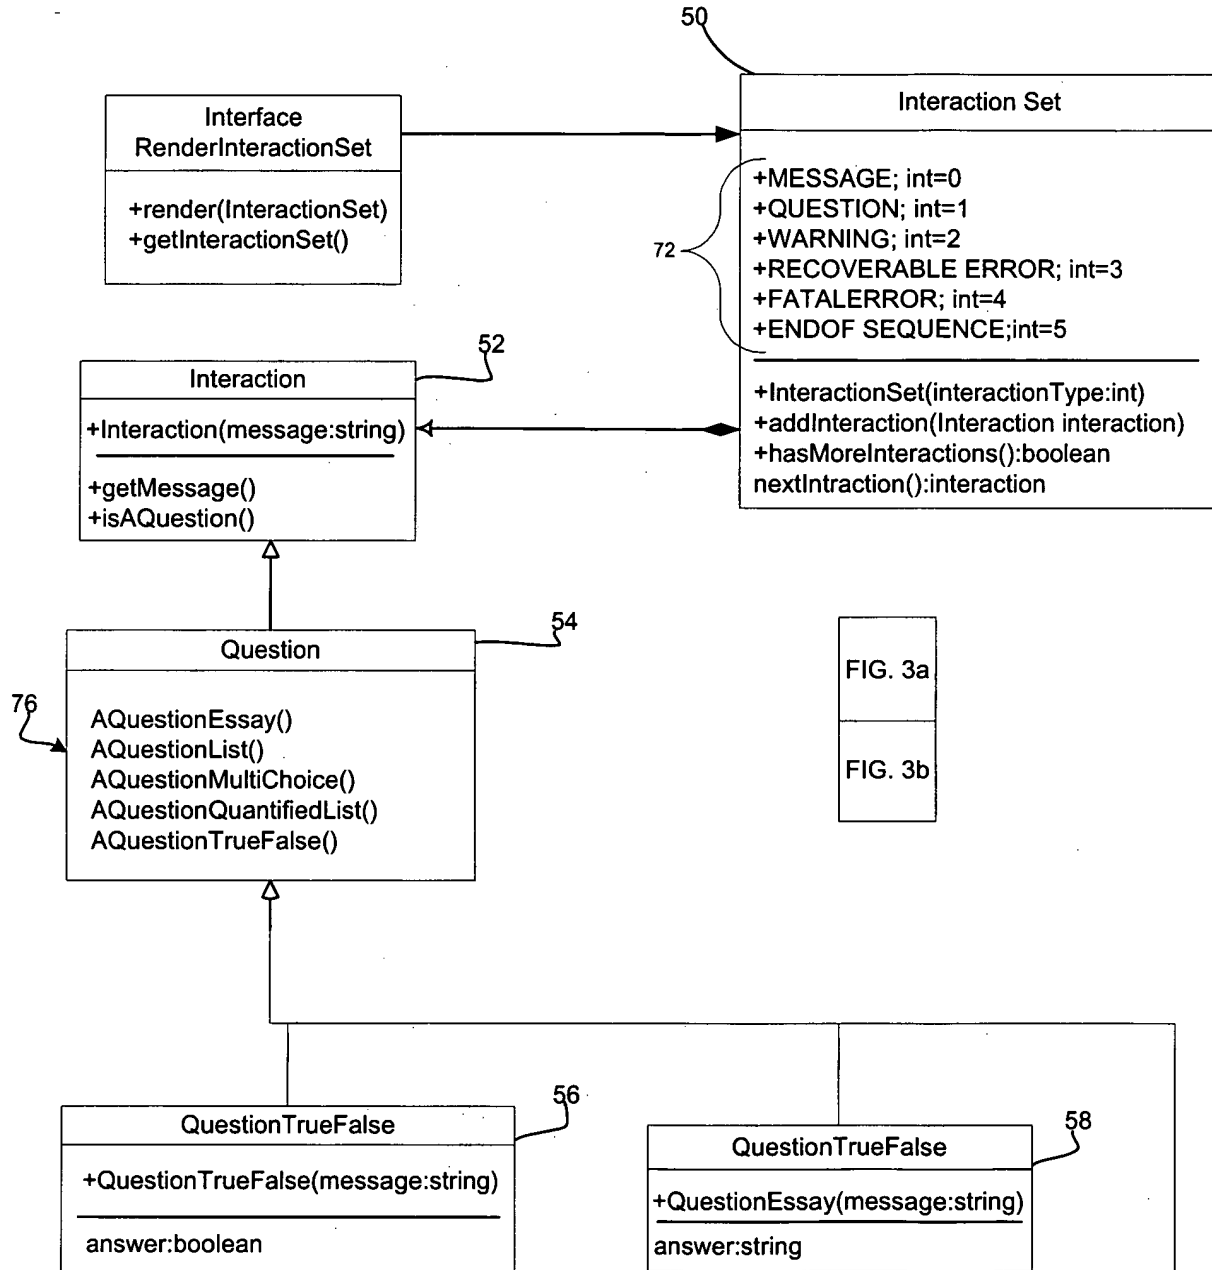 50
Interface
RenderInteractionSet
+render(InteractionSet)
+getInteractionSet()
Interaction Set
72
+MESSAGE; int=0
+QUESTION; int=1
+WARNING; int=2
+RECOVERABLE ERROR; int=3
+FATALERROR; int=4
+ENDOF SEQUENCE;int=5
+InteractionSet(interactionType:int)
+addInteraction(Interaction interaction)
+hasMoreInteractions():boolean
nextIntraction():interaction
52
Interaction
+Interaction(message:string)
+getMessage()
+isAQuestion()
54
Question
76
AQuestionEssay()
AQuestionList()
AQuestionMultiChoice()
AQuestionQuantifiedList()
AQuestionTrueFalse()
FIG. 3a
FIG. 3b
56
QuestionTrueFalse
+QuestionTrueFalse(message:string)
answer:boolean
58
QuestionTrueFalse
+QuestionEssay(message:string)
answer:string